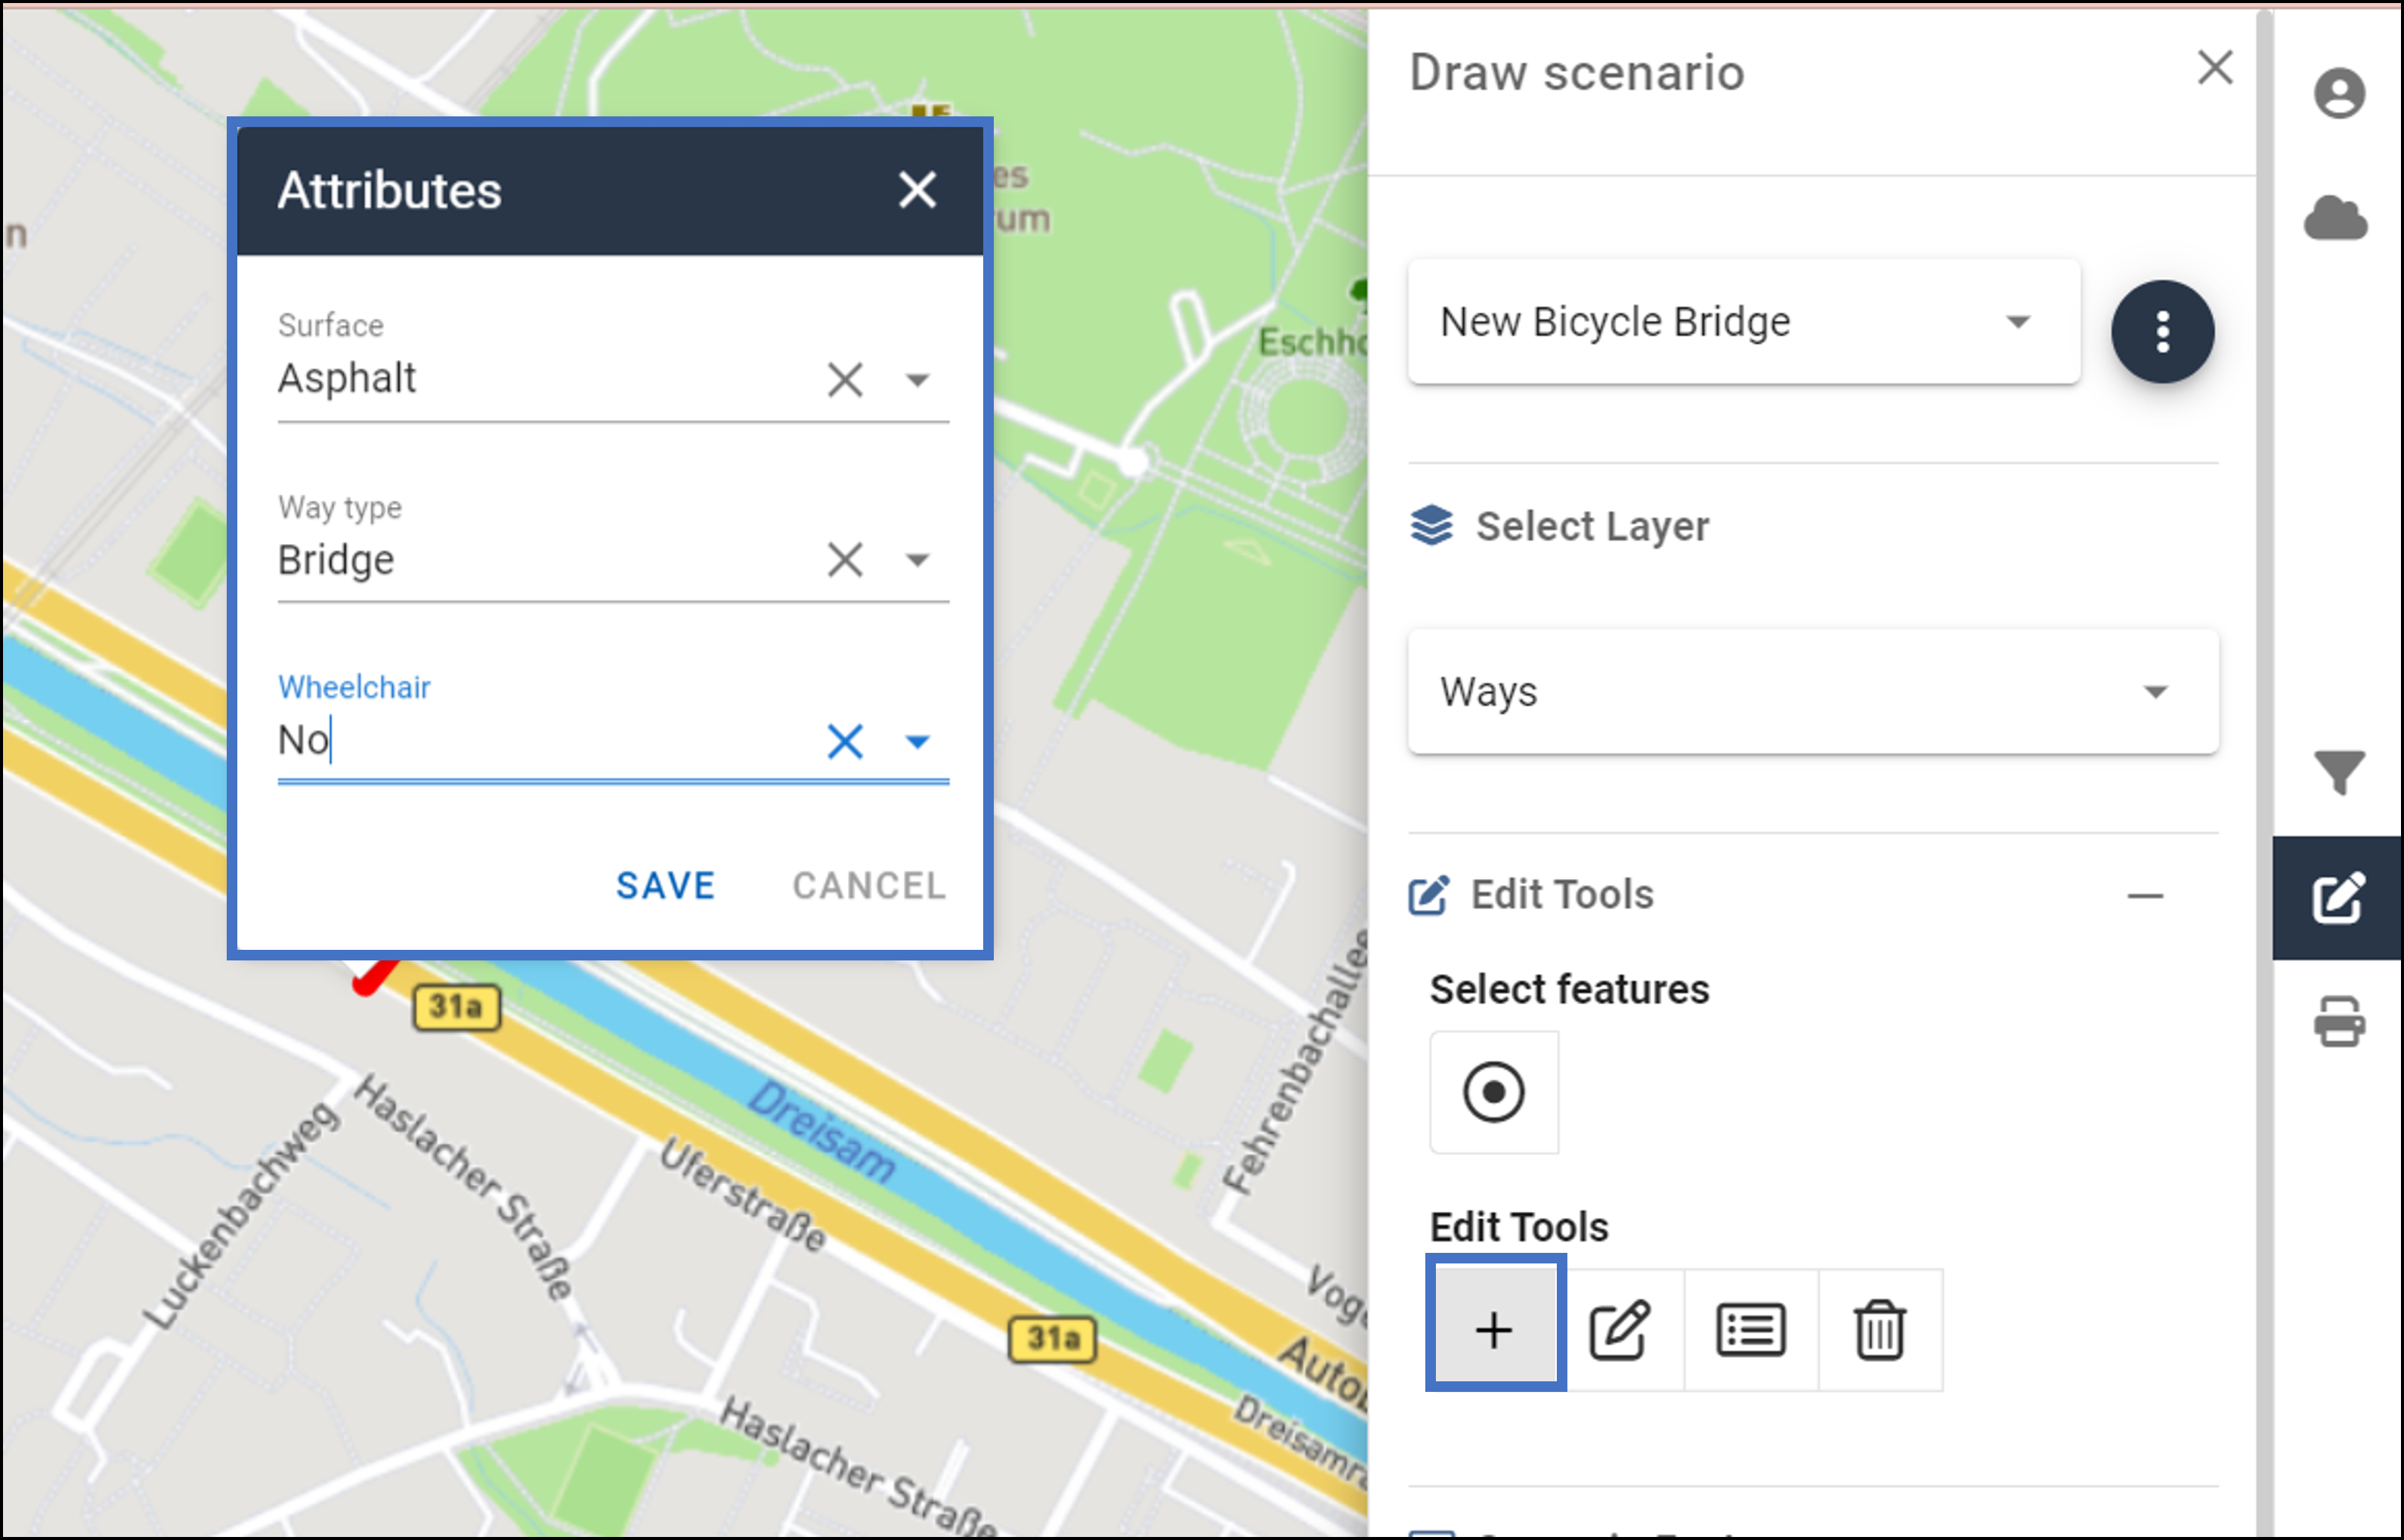 Draw scenario
Attributes
Surface
Asphalt
Way type
Bridge
Wheelchair
No
SAVE
CANCEL
New Bicycle Bridge
Select Layer
Ways
Edit Tools
Select features
Edit Tools
n
es
um
31a
31a
Dreisam
Uferstraße
Haslacher Straße
Haslacher Straße
Luckenbachweg
Fehrenbachallee
Eschho
Vog
Auto
Dreisamr